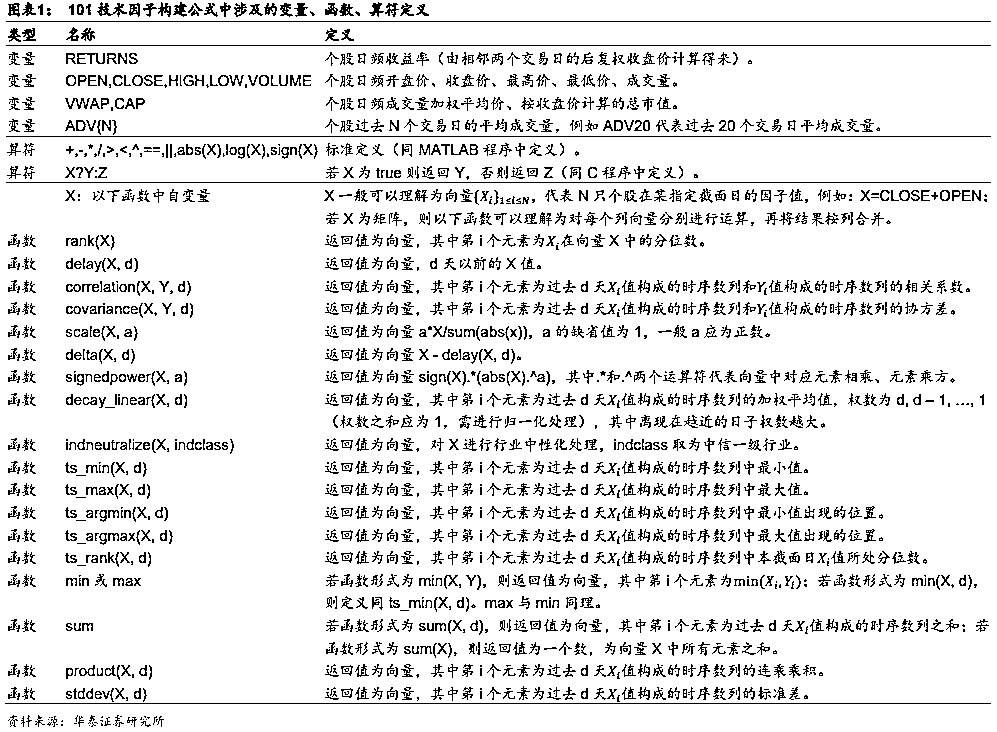 图表1： 101 技术因子构建公式中涉及的变量、函数、算符定义
类型 名称 定义
变量 RETURNS 个股日频收益率（由相邻两个交易日的后复权收盘价计算得来）。
变量 OPEN,CLOSE,HIGH,LOW,VOLUME 个股日频开盘价、收盘价、最高价、最低价、成交量。
变量 VWAP,CAP 个股日频成交量加权平均价、按收盘价计算的总市值。
变量 ADV{N} 个股过去 N 个交易日的平均成交量，例如 ADV20 代表过去 20 个交易日平均成交量。
算符 +,-,*,/,>,<,^,==,||,abs(X),log(X),sign(X) 标准定义（同 MATLAB 程序中定义）。
算符 X?Y:Z 若 X 为 true 则返回 Y，否则返回 Z（同 C 程序中定义）。
X：以下函数中自变量 X 一般可以理解为向量{Xi}1≤i≤N，代表 N 只个股在某指定截面日的因子值，例如：X=CLOSE+OPEN；
若 X 为矩阵，则以下函数可以理解为对每个列向量分别进行运算，再将结果按列合并。
函数 rank(X) 返回值为向量，其中第 i 个元素为Xi在向量 X 中的分位数。
函数 delay(X, d) 返回值为向量，d 天以前的 X 值。
函数 correlation(X, Y, d) 返回值为向量，其中第 i 个元素为过去 d 天Xi值构成的时序数列和Yi值构成的时序数列的相关系数。
函数 covariance(X, Y, d) 返回值为向量，其中第 i 个元素为过去 d 天Xi值构成的时序数列和Yi值构成的时序数列的协方差。
函数 scale(X, a) 返回值为向量 a*X/sum(abs(x))，a 的缺省值为 1，一般 a 应为正数。
函数 delta(X, d) 返回值为向量 X - delay(X, d)。
函数 signedpower(X, a) 返回值为向量 sign(X).*(abs(X).^a)，其中.*和.^两个运算符代表向量中对应元素相乘、元素乘方。
函数 decay_linear(X, d) 返回值为向量，其中第 i 个元素为过去 d 天Xi值构成的时序数列的加权平均值，权数为 d, d – 1, …, 1
（权数之和应为 1，需进行归一化处理），其中离现在越近的日子权数越大。
函数 indneutralize(X, indclass) 返回值为向量，对 X 进行行业中性化处理，indclass 取为中信一级行业。
函数 ts_min(X, d) 返回值为向量，其中第 i 个元素为过去 d 天Xi值构成的时序数列中最小值。
函数 ts_max(X, d) 返回值为向量，其中第 i 个元素为过去 d 天Xi值构成的时序数列中最大值。
函数 ts_argmin(X, d) 返回值为向量，其中第 i 个元素为过去 d 天Xi值构成的时序数列中最小值出现的位置。
函数 ts_argmax(X, d) 返回值为向量，其中第 i 个元素为过去 d 天Xi值构成的时序数列中最大值出现的位置。
函数 ts_rank(X, d) 返回值为向量，其中第 i 个元素为过去 d 天Xi值构成的时序数列中本截面日Xi值所处分位数。
函数 min 或 max 若函数形式为 min(X, Y)，则返回值为向量，其中第 i 个元素为min{Xi,Yi}；若函数形式为 min(X, d)，
则定义同 ts_min(X, d)。max 与 min 同理。
函数 sum 若函数形式为 sum(X, d)，则返回值为向量，其中第 i 个元素为过去 d 天Xi值构成的时序数列之和；若
函数形式为 sum(X)，则返回值为一个数，为向量 X 中所有元素之和。
函数 product(X, d) 返回值为向量，其中第 i 个元素为过去 d 天Xi值构成的时序数列的连乘乘积。
函数 stddev(X, d) 返回值为向量，其中第 i 个元素为过去 d 天Xi值构成的时序数列的标准差。
资料来源：华泰证券研究所